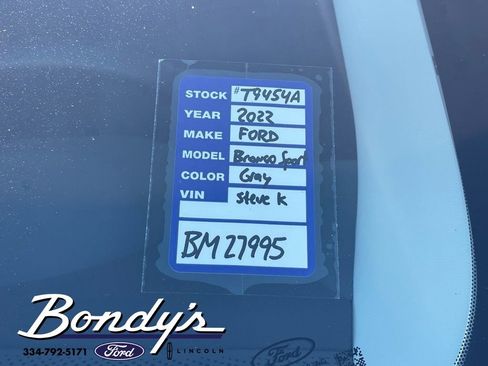 STOCK #T9454A
YEAR 2022
MAKE FORD
MODEL Bronco Sport
COLOR Gray
VIN Steve K
BM27995
Bondy's
334-792-5171 Ford LINCOLN
Ford